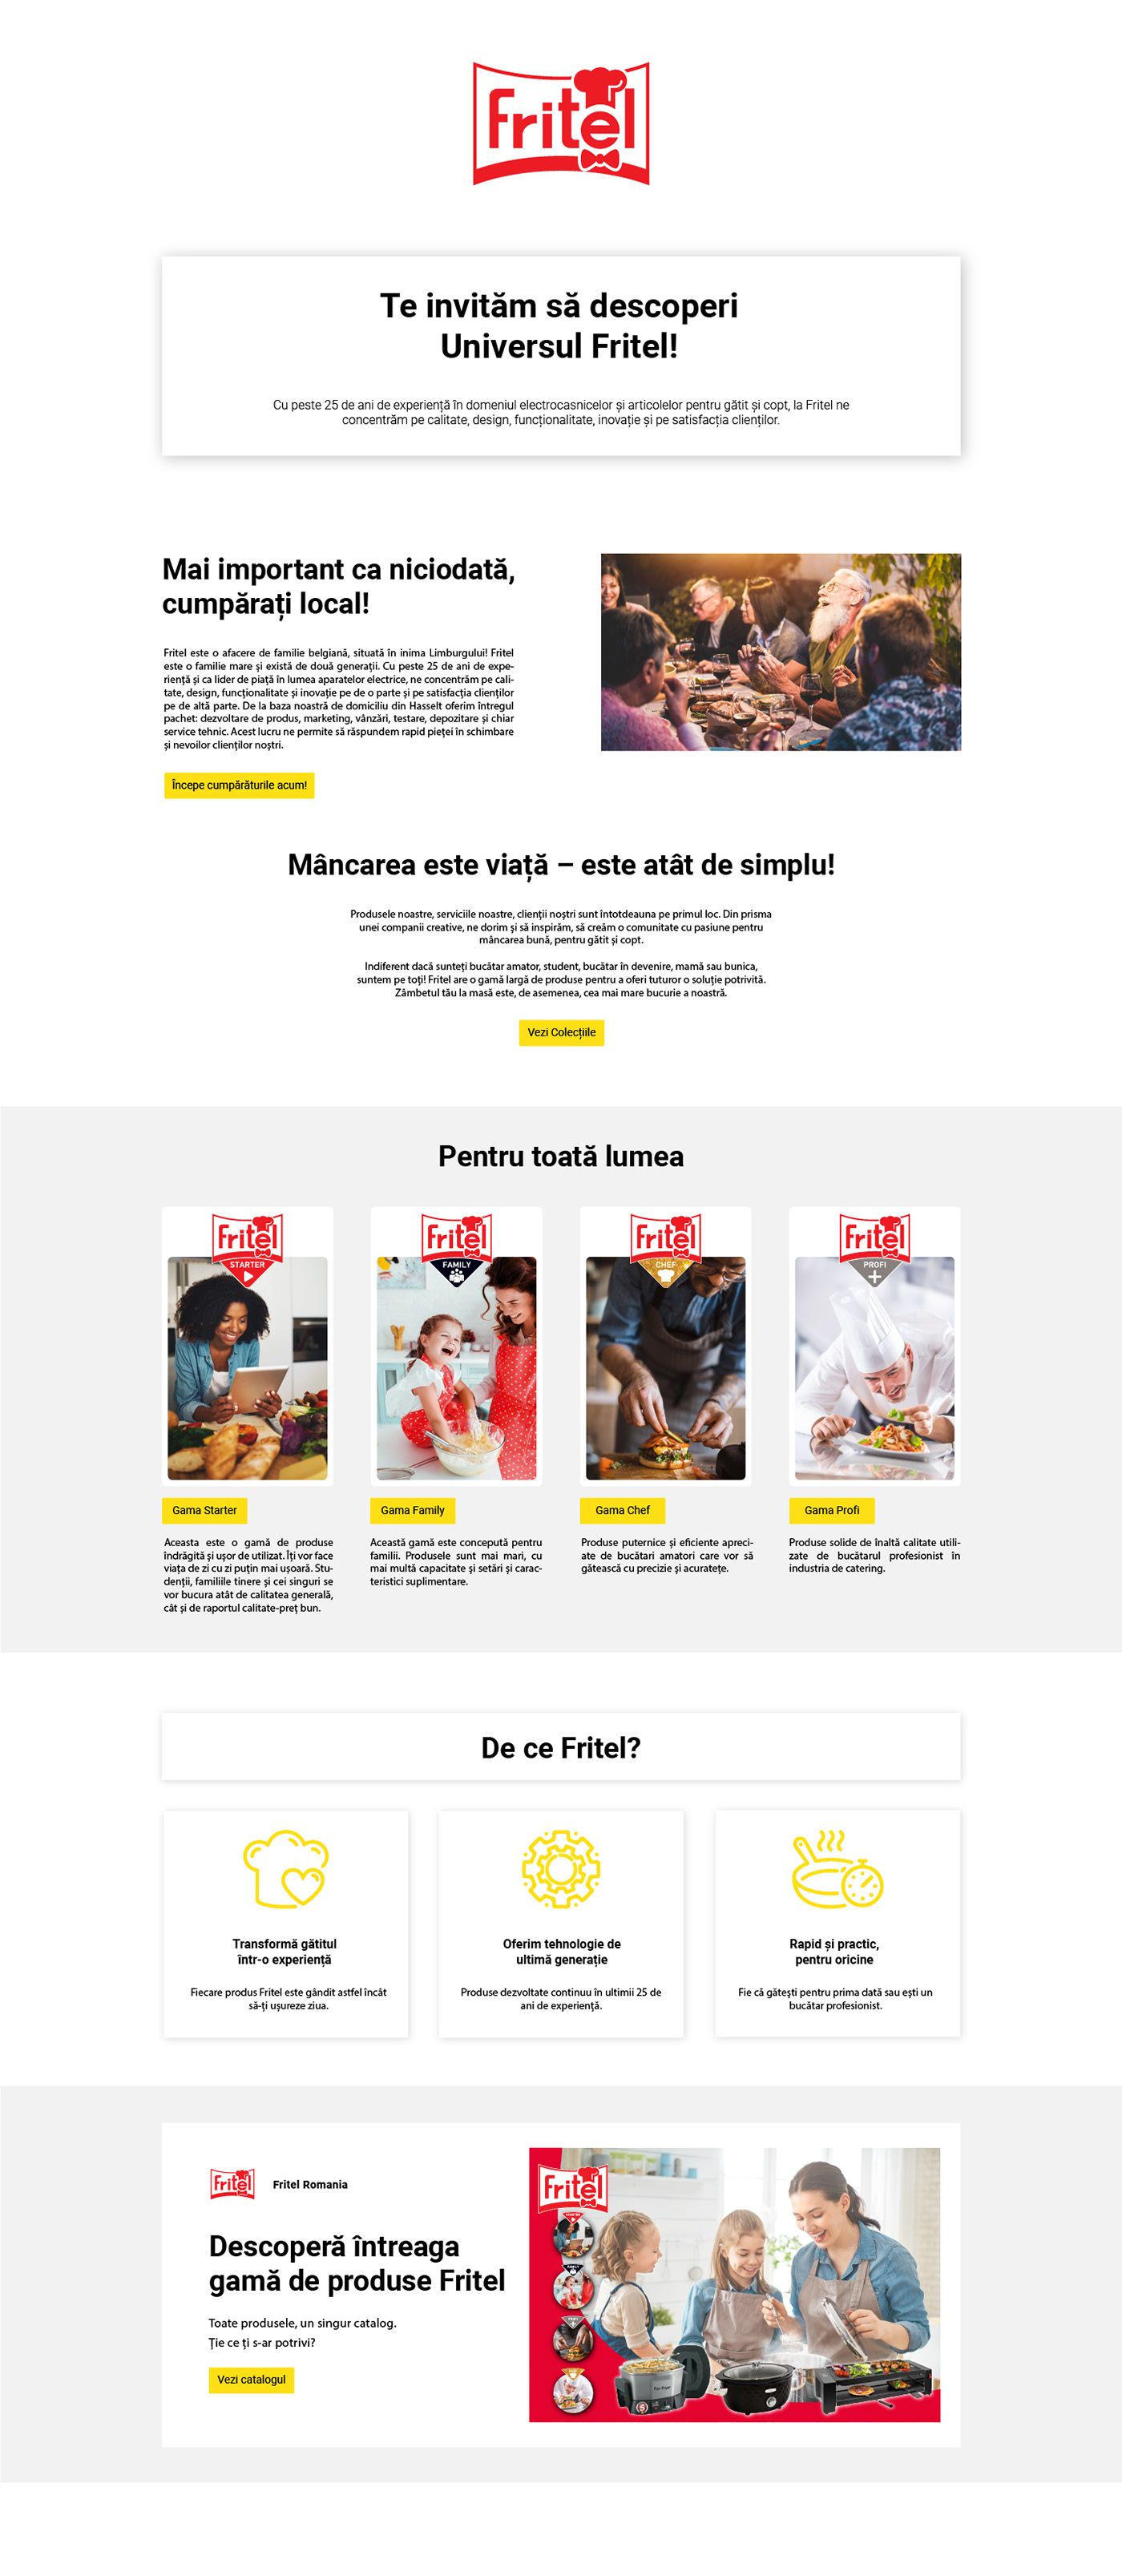 Fritel
Te invităm să descoperi
Universul Fritel!
Cu peste 25 de ani de experiență în domeniul electrocasnicelor și articolelor pentru gătit și copt, la Fritel ne
concentrăm pe calitate, design, funcționalitate, inovație și pe satisfacția clienților.
Mai important ca niciodată,
cumpărați local!
Fritel este o afacere de familie belgiană, situată în inima Limburgului! Fritel
este o familie mare și există de două generații. Cu peste 25 de ani de expe-
riență și ca lider de piață în lumea aparatelor electrice, ne concentrăm pe cali-
tate, design, funcționalitate și inovație pe de o parte și pe satisfacția clienților
pe de altă parte. De la baza noastră de domiciliu din Hasselt oferim întregul
pachet: dezvoltare de produs, marketing, vânzări, testare, depozitare și chiar
service tehnic. Acest lucru ne permite să răspundem rapid pieței în schimbare
și nevoilor clienților noștri.
Începe cumpărăturile acum!
Mâncarea este viață – este atât de simplu!
Produsele noastre, serviciile noastre, clienții noștri sunt întotdeauna pe primul loc. Din prisma
unei companii creative, ne dorim și să inspirăm, să creăm o comunitate cu pasiune pentru
mâncarea bună, pentru gătit și copt.
Indiferent dacă sunteți bucătar amator, student, bucătar în devenire, mamă sau bunica,
suntem pe toți! Fritel are o gamă largă de produse pentru a oferi tuturor o soluție potrivită.
Zâmbetul tău la masă este, de asemenea, cea mai mare bucurie a noastră.
Vezi Colecțiile
Pentru toată lumea
Fritel
STARTER
Gama Starter
Aceasta este o gamă de produse
îndrăgită și ușor de utilizat. Îți vor face
viața de zi cu zi puțin mai ușoară. Stu-
denții, familiile tinere și cei singuri se
vor bucura atât de calitatea generală,
cât și de raportul calitate-preț bun.
Fritel
FAMILY
Gama Family
Această gamă este concepută pentru
familii. Produsele sunt mai mari, cu
mai multă capacitate și setări și carac-
teristici suplimentare.
Fritel
CHEF
Gama Chef
Produse puternice și eficiente apreci-
ate de bucătari amatori care vor să
gătească cu precizie și acuratețe.
Fritel
PROFI
Gama Profi
Produse solide de înaltă calitate utili-
zate de bucătarul profesionist în
industria de catering.
De ce Fritel?
Transformă gătitul
într-o experiență
Fiecare produs Fritel este gândit astfel încât
să-ți ușureze ziua.
Oferim tehnologie de
ultimă generație
Produse dezvoltate continuu în ultimii 25 de
ani de experiență.
Rapid și practic,
pentru oricine
Fie că gătești pentru prima dată sau ești un
bucătar profesionist.
Fritel
Fritel Romania
Descoperă întreaga
gamă de produse Fritel
Toate produsele, un singur catalog.
Ție ce ți s-ar potrivi?
Vezi catalogul
Fritel